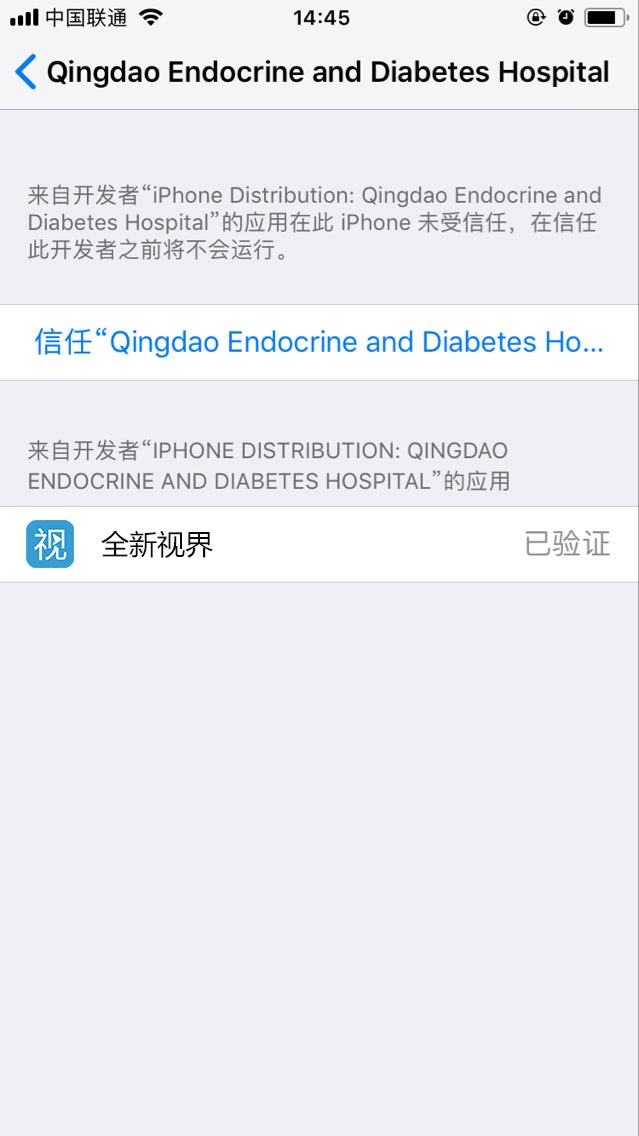 中国联通 14:45
Qingdao Endocrine and Diabetes Hospital
来自开发者“iPhone Distribution: Qingdao Endocrine and
Diabetes Hospital”的应用在此 iPhone 未受信任，在信任
此开发者之前将不会运行。
信任“Qingdao Endocrine and Diabetes Ho...
来自开发者“IPHONE DISTRIBUTION: QINGDAO
ENDOCRINE AND DIABETES HOSPITAL”的应用
视 全新视界 已验证